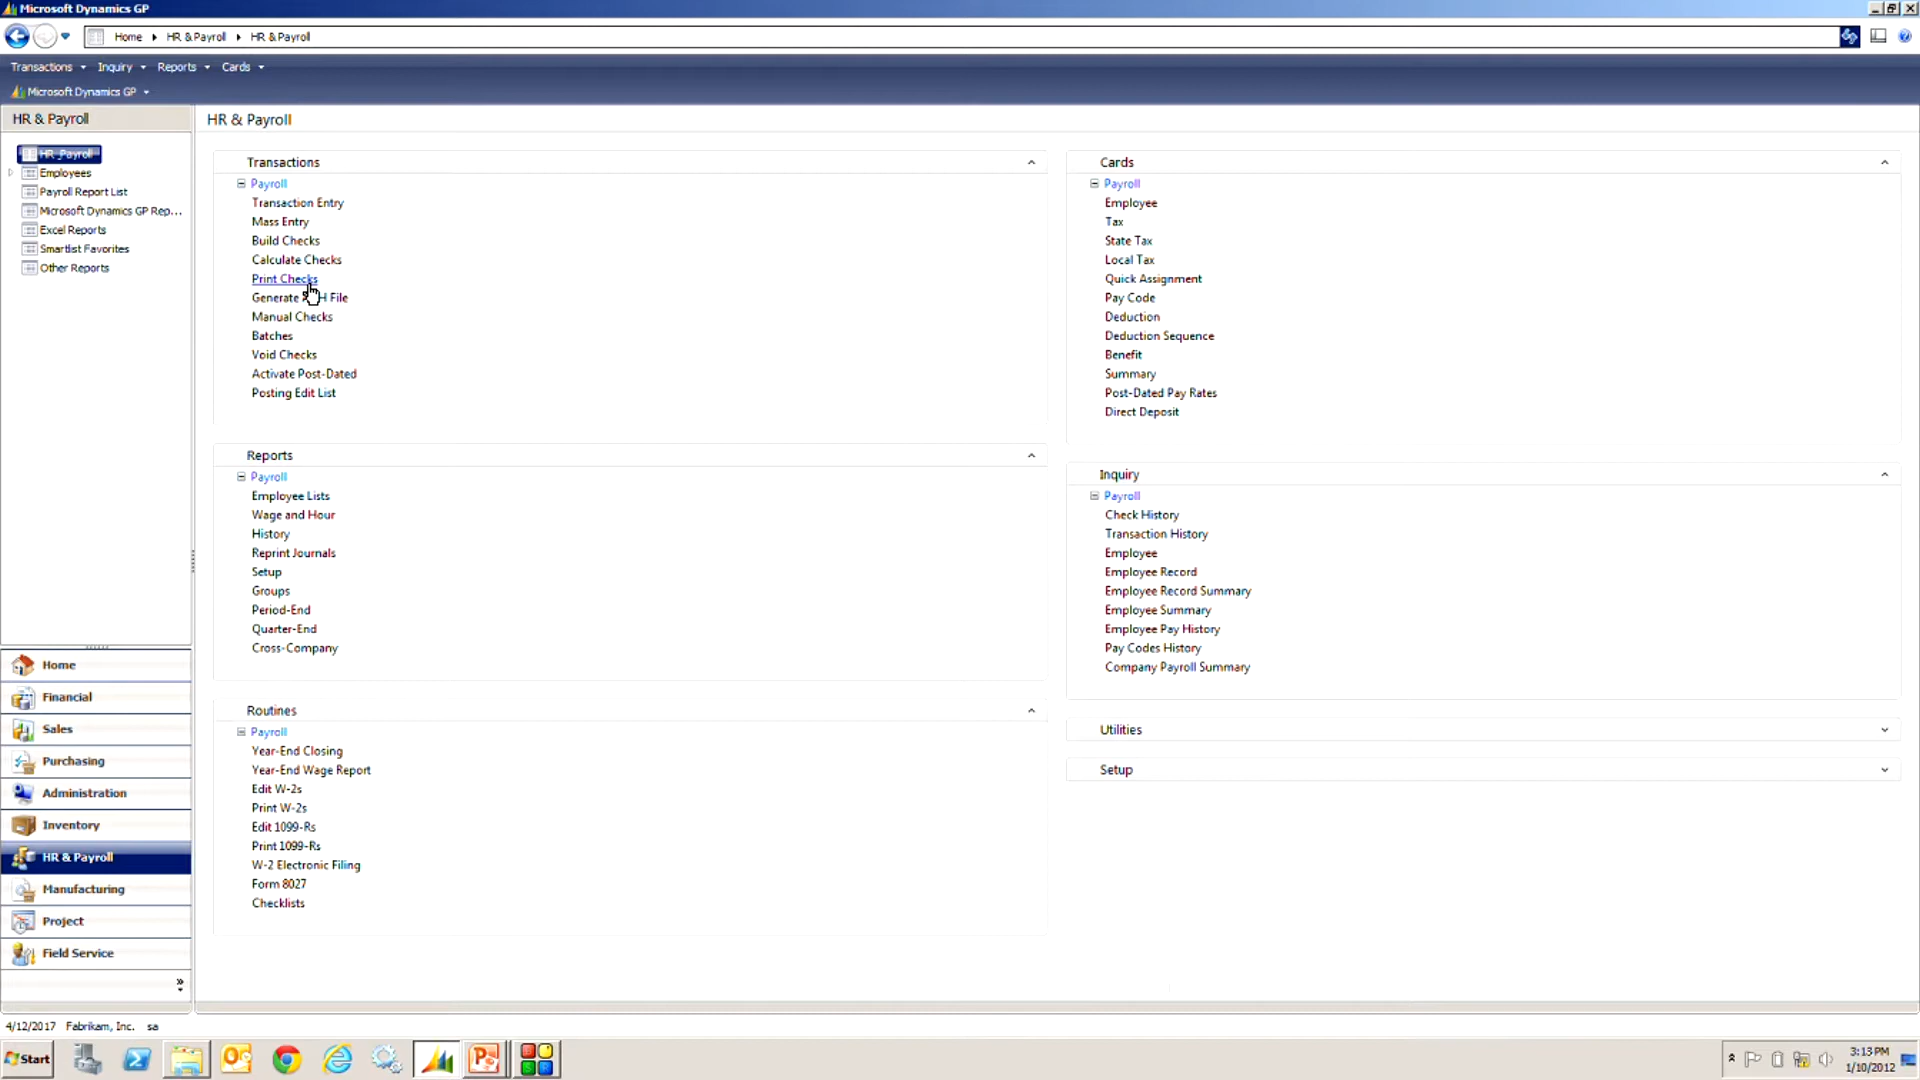 Microsoft Dynamics GP
Home
HR & Payroll
HR & Payroll
Transactions
Inquiry
Reports
Cards
Microsoft Dynamics GP
HR & Payroll
HR_Payroll
Employees
Payroll Report List
Microsoft Dynamics GP Rep...
Excel Reports
Smartlist Favorites
Other Reports
Home
Financial
Sales
Purchasing
Administration
Inventory
HR & Payroll
Manufacturing
Project
Field Service
HR & Payroll
Transactions
Payroll
Transaction Entry
Mass Entry
Build Checks
Calculate Checks
Print Checks
Generate H File
Manual Checks
Batches
Void Checks
Activate Post-Dated
Posting Edit List
Reports
Payroll
Employee Lists
Wage and Hour
History
Reprint Journals
Setup
Groups
Period-End
Quarter-End
Cross-Company
Routines
Payroll
Year-End Closing
Year-End Wage Report
Edit W-2s
Print W-2s
Edit 1099-Rs
Print 1099-Rs
W-2 Electronic Filing
Form 8027
Checklists
Cards
Payroll
Employee
Tax
State Tax
Local Tax
Quick Assignment
Pay Code
Deduction
Deduction Sequence
Benefit
Summary
Post-Dated Pay Rates
Direct Deposit
Inquiry
Payroll
Check History
Transaction History
Employee
Employee Record
Employee Record Summary
Employee Summary
Employee Pay History
Pay Codes History
Company Payroll Summary
Utilities
Setup
4/12/2017 Fabrikam, Inc. sa
Start
3:13 PM
1/10/2012